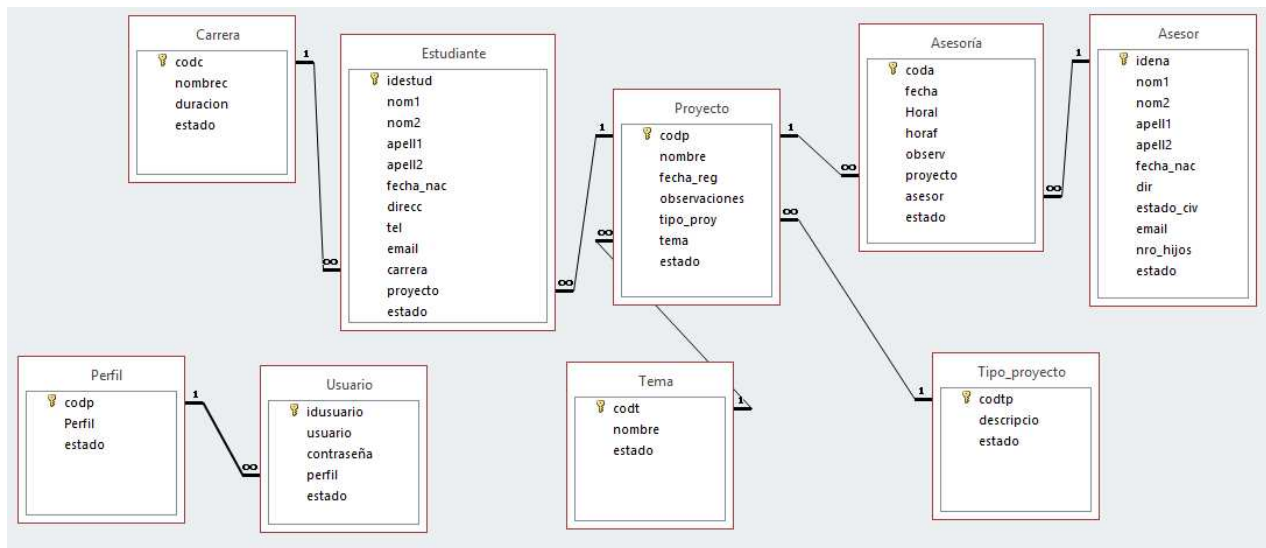 Carrera
codc
nombrec
duracion
estado
1
∞
Estudiante
idestud
nom1
nom2
apell1
apell2
fecha_nac
direcc
tel
email
carrera
proyecto
estado
1
∞
Proyecto
codp
nombre
fecha_reg
observaciones
tipo_proy
tema
estado
1
∞
∞
∞
Asesoría
coda
fecha
HoraI
horaf
observ
proyecto
asesor
estado
1
∞
Asesor
idena
nom1
nom2
apell1
apell2
fecha_nac
dir
estado_civ
email
nro_hijos
estado
Perfil
codp
Perfil
estado
1
∞
Usuario
idusuario
usuario
contraseña
perfil
estado
Tema
codt
nombre
estado
1
Tipo_proyecto
codtp
descripcio
estado
1